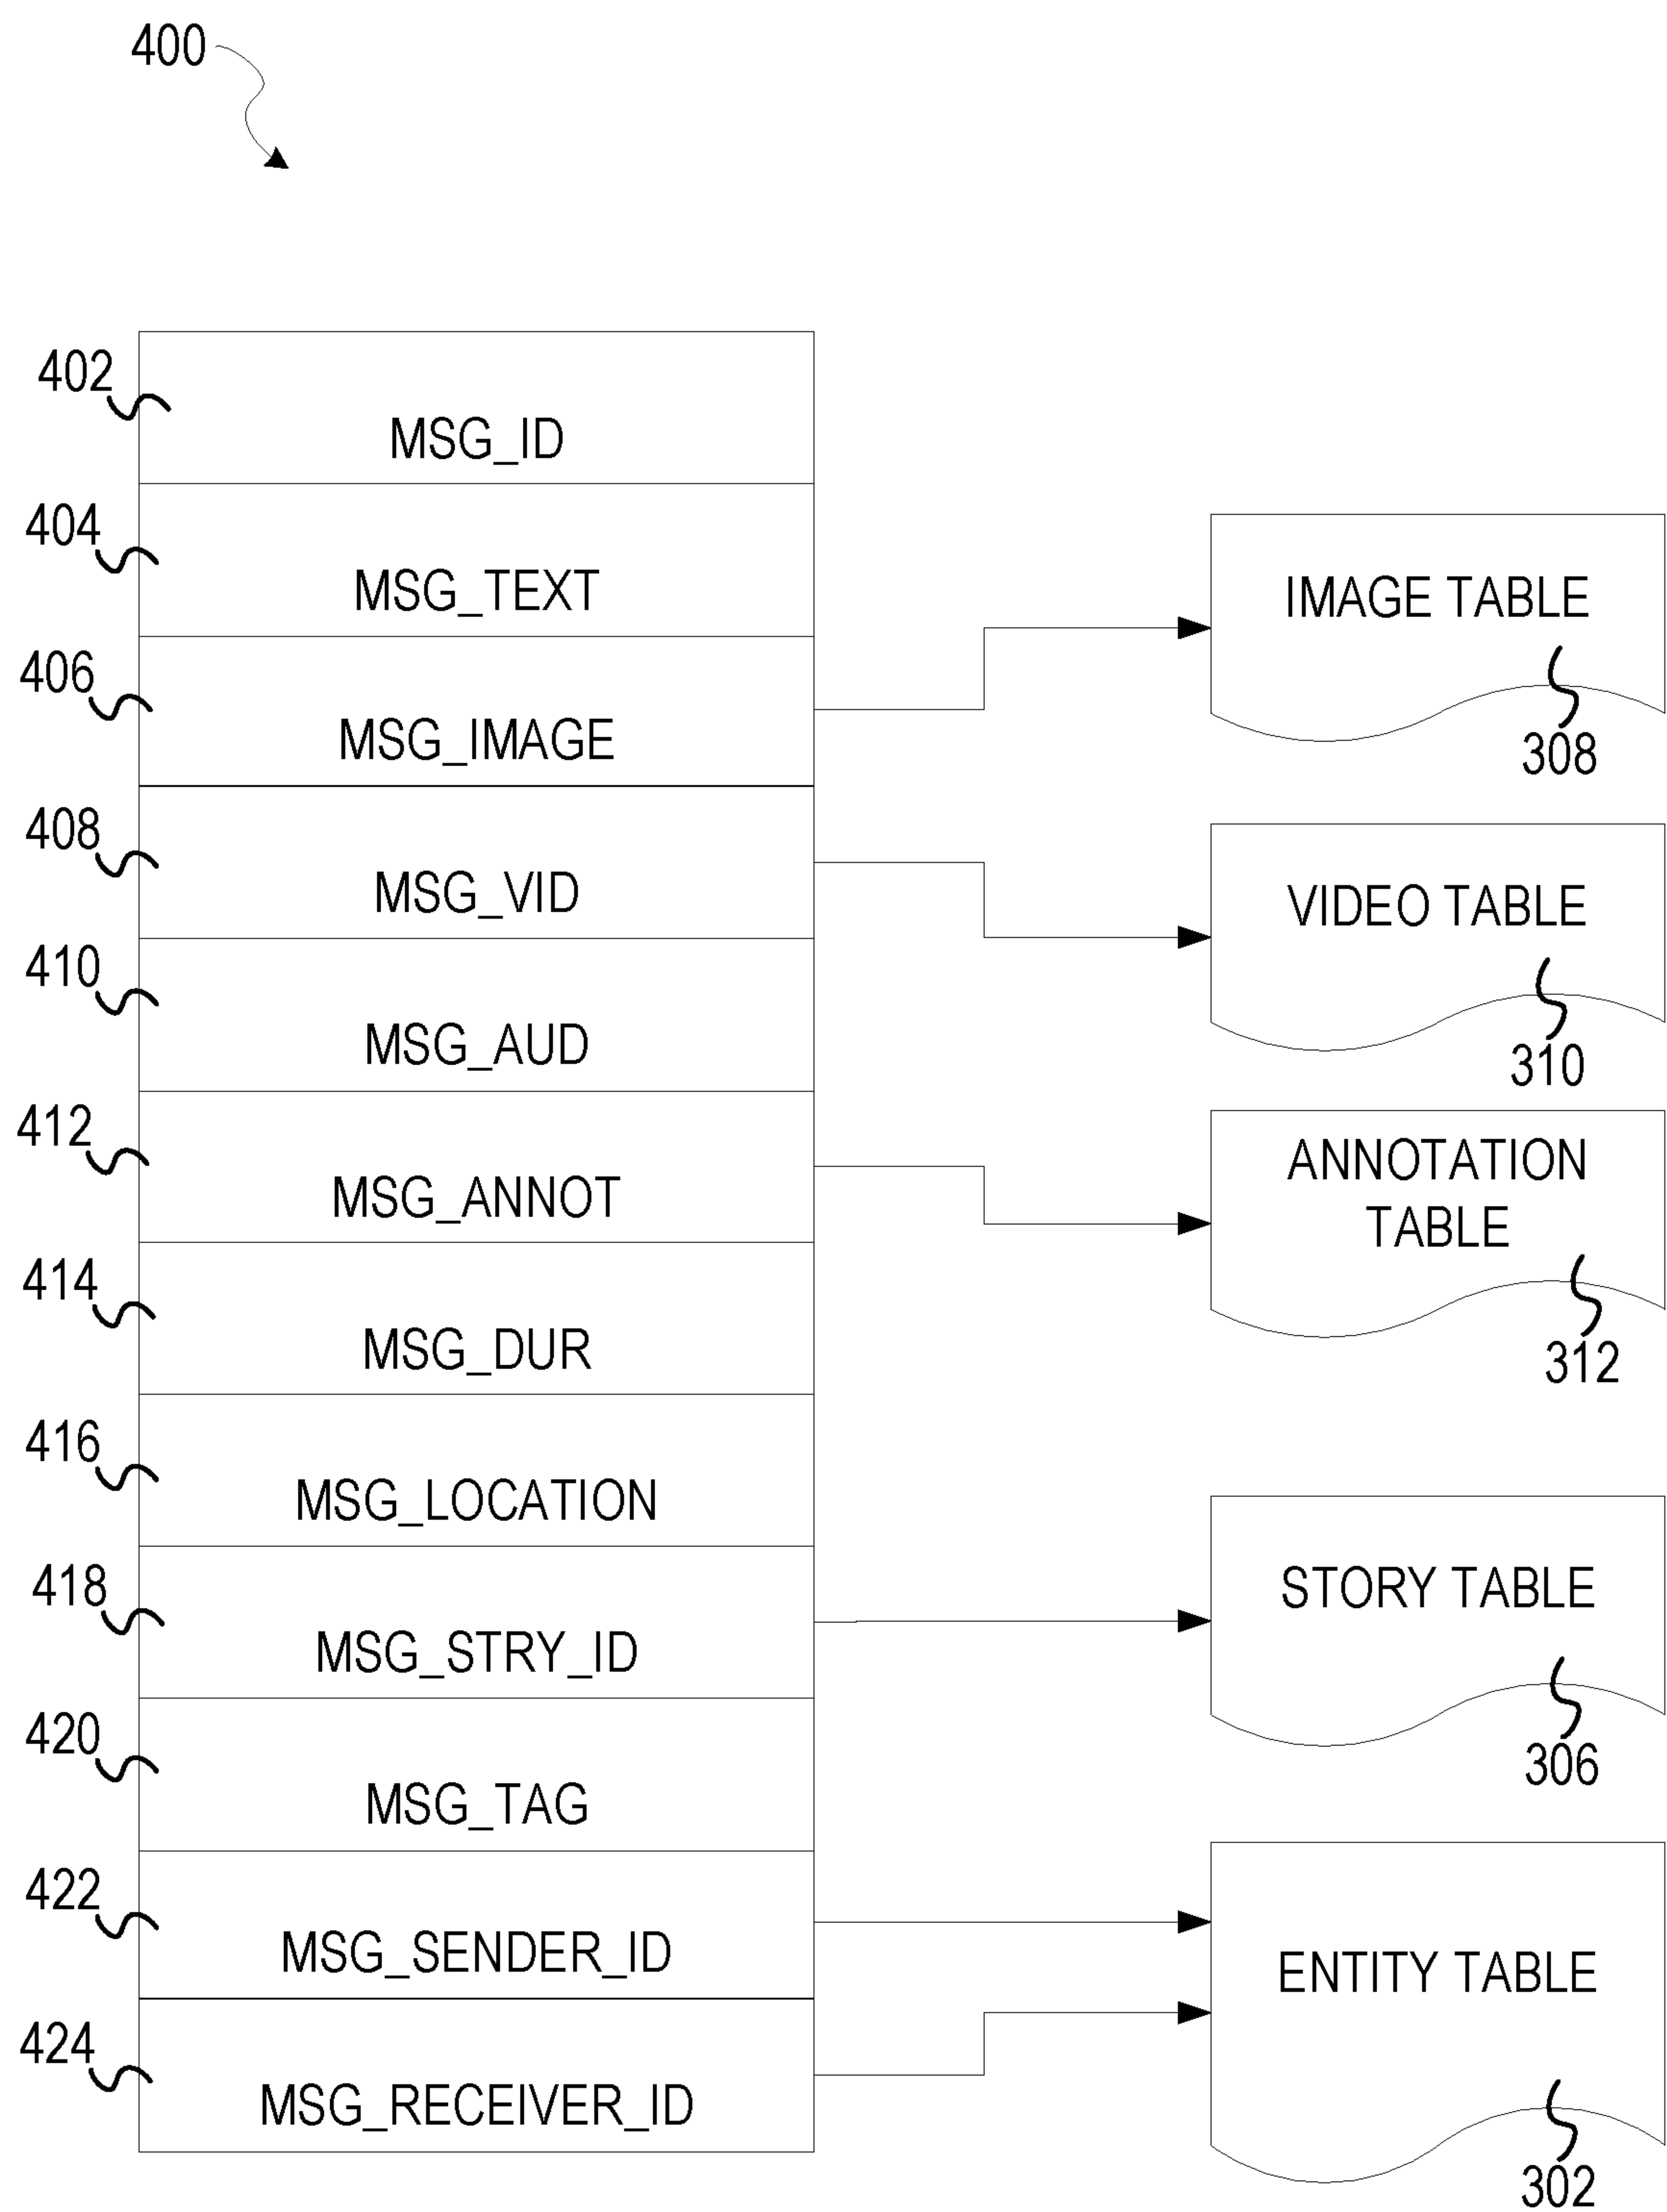 400
402
MSG_ID
404
MSG_TEXT
406
MSG_IMAGE
408
MSG_VID
410
MSG_AUD
412
MSG_ANNOT
414
MSG_DUR
416
MSG_LOCATION
418
MSG_STRY_ID
420
MSG_TAG
422
MSG_SENDER_ID
424
MSG_RECEIVER_ID
IMAGE TABLE
308
VIDEO TABLE
310
ANNOTATION
TABLE
312
STORY TABLE
306
ENTITY TABLE
302